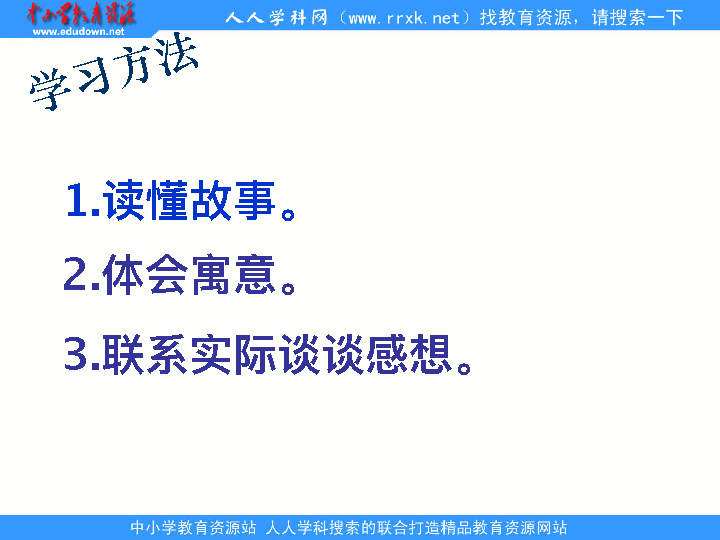 中小学教育资源
www.edudown.net
人人学科网（www.rrxk.net）找教育资源，请搜索一下
学习方法
1.读懂故事。
2.体会寓意。
3.联系实际谈谈感想。
中小学教育资源站 人人学科搜索的联合打造精品教育资源网站